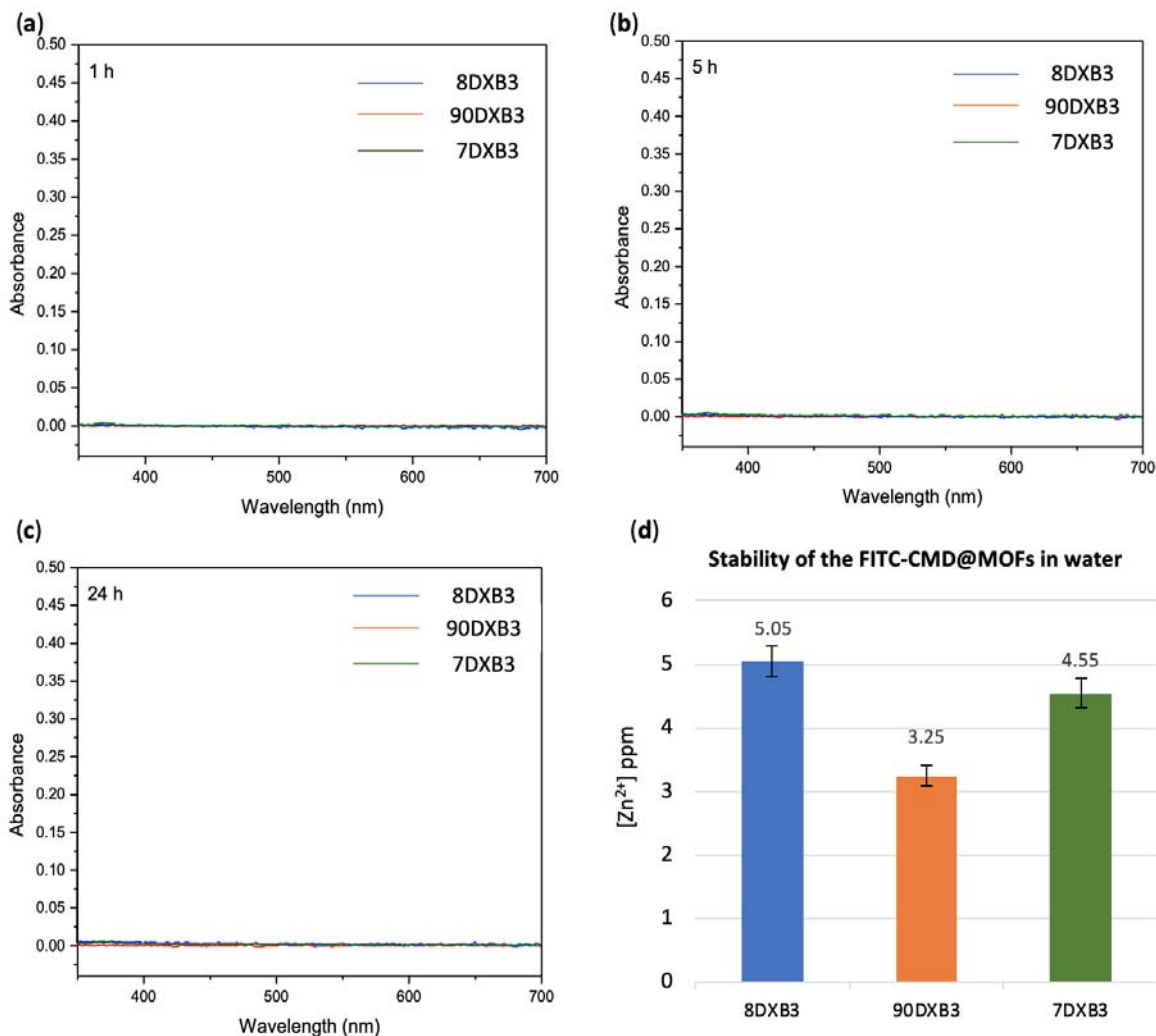 (a)
0.50
0.45
0.40
0.35
0.30
0.25
0.20
0.15
0.10
0.05
0.00
Absorbance
1 h
8DXB3
90DXB3
7DXB3
400
500
600
700
Wavelength (nm)
(b)
0.50
0.45
0.40
0.35
0.30
0.25
0.20
0.15
0.10
0.05
0.00
Absorbance
5 h
8DXB3
90DXB3
7DXB3
400
500
600
700
Wavelength (nm)
(c)
0.50
0.45
0.40
0.35
0.30
0.25
0.20
0.15
0.10
0.05
0.00
Absorbance
24 h
8DXB3
90DXB3
7DXB3
400
500
600
700
Wavelength (nm)
(d)
Stability of the FITC-CMD@MOFs in water
6
5
4
3
2
1
0
[Zn²⁺] ppm
5.05
3.25
4.55
8DXB3
90DXB3
7DXB3